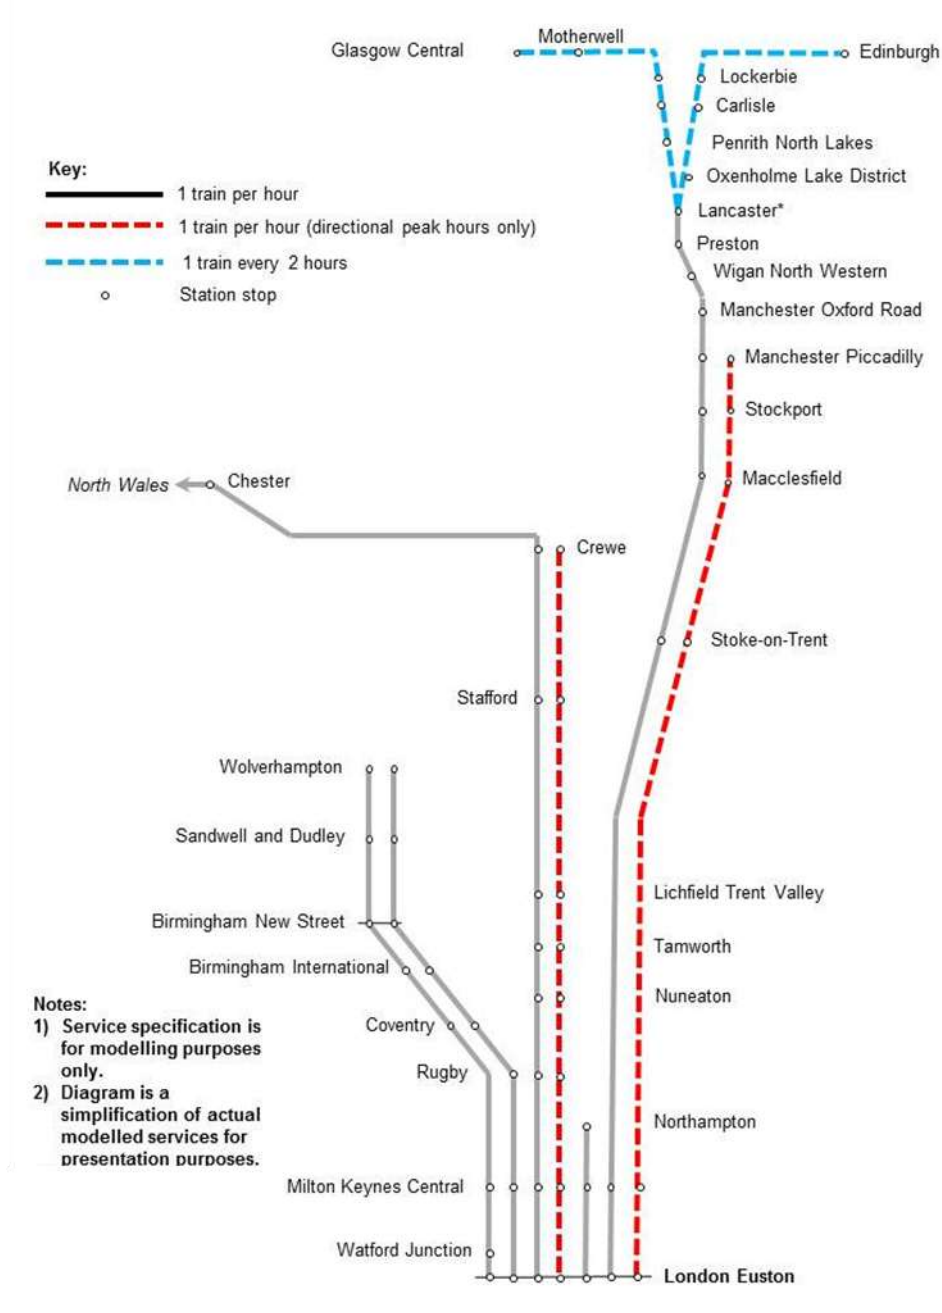 Motherwell
Glasgow Central
Edinburgh
Lockerbie
Carlisle
Penrith North Lakes
Key:
Oxenholme Lake District
1 train per hour
Lancaster*
1 train per hour (directional peak hours only)
Preston
1 train every 2 hours
Wigan North Western
Station stop
Manchester Oxford Road
Manchester Piccadilly
Stockport
Macclesfield
North Wales
Chester
Crewe
Stoke-on-Trent
Stafford
Wolverhampton
Sandwell and Dudley
Lichfield Trent Valley
Birmingham New Street
Tamworth
Birmingham International
Nuneaton
Notes:
1) Service specification is
for modelling purposes
only.
2) Diagram is a
simplification of actual
modelled services for
presentation purposes.
Coventry
Rugby
Northampton
Milton Keynes Central
Watford Junction
London Euston